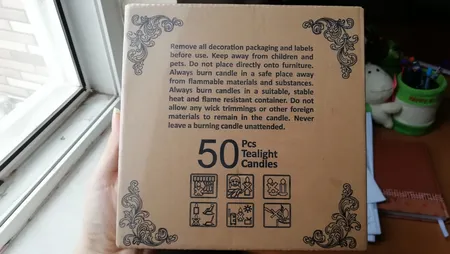 Remove all decoration packaging and labels
before use. Keep away from children and
pets. Do not place directly onto furniture.
Always burn candle in a safe place away
from flammable materials and substances.
Always burn candles in a suitable, stable
heat and flame resistant container. Do not
allow any wick trimmings or other foreign
materials to remain in the candle. Never
leave a burning candle unattended.
50 Pcs
Tealight
Candles